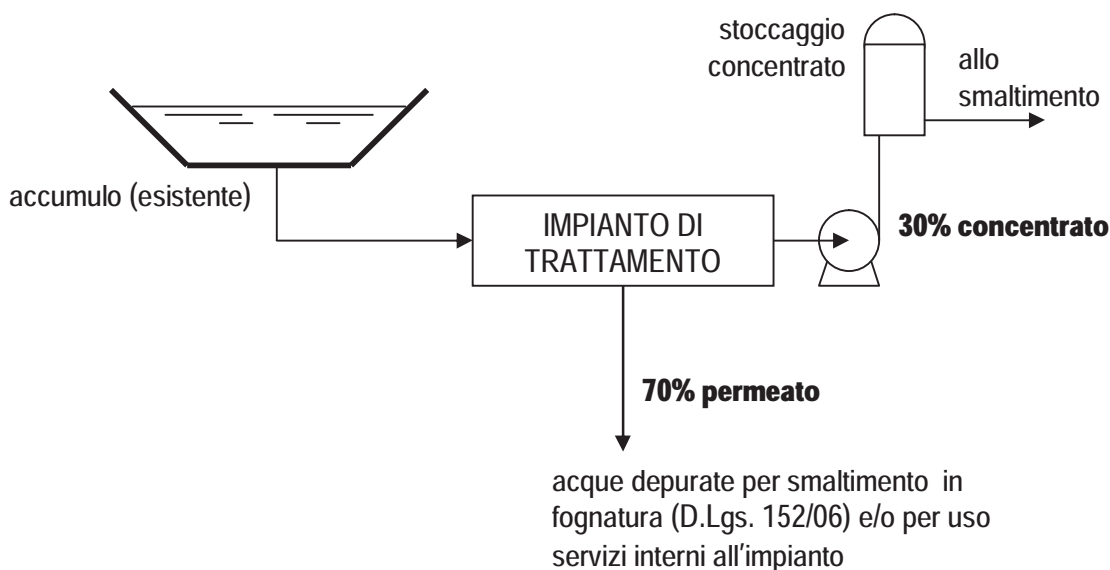 stoccaggio
concentrato
allo
smaltimento
accumulo (esistente)
IMPIANTO DI
TRATTAMENTO
30% concentrato
70% permeato
acque depurate per smaltimento in
fognatura (D.Lgs. 152/06) e/o per uso
servizi interni all'impianto